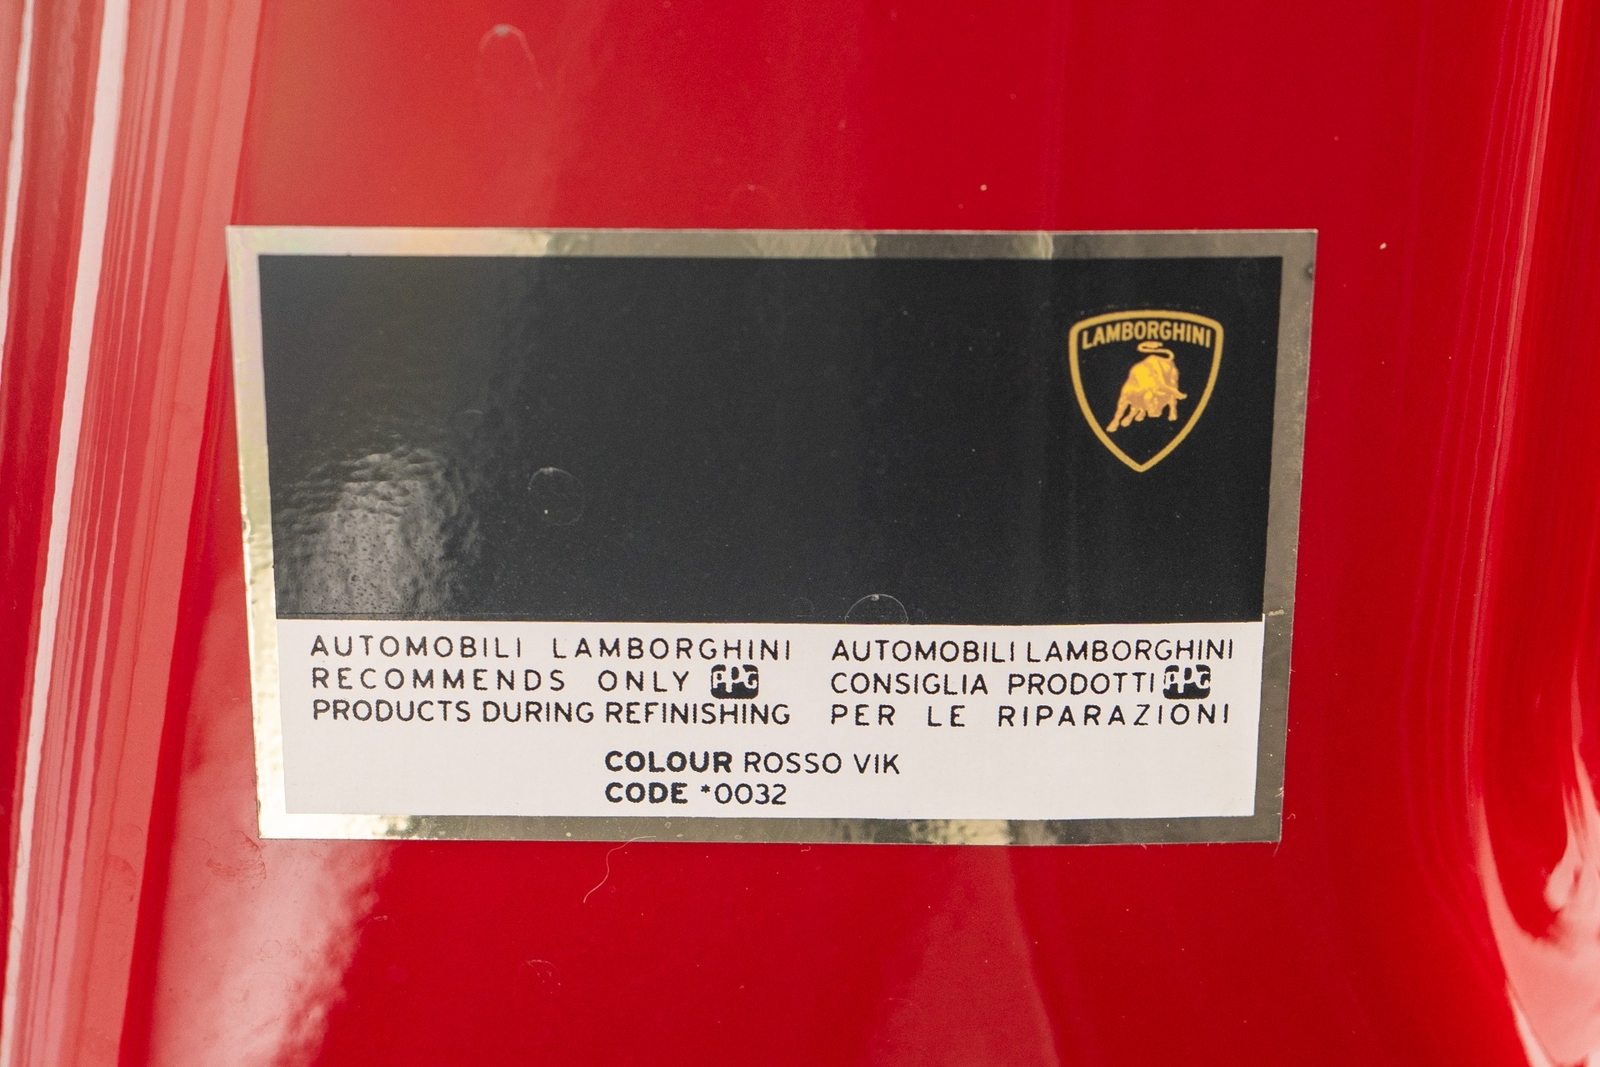 LAMBORGHINI
AUTOMOBILI LAMBORGHINI
RECOMMENDS ONLY PPG
PRODUCTS DURING REFINISHING
AUTOMOBILI LAMBORGHINI
CONSIGLIA PRODOTTI PPG
PER LE RIPARAZIONI
COLOUR ROSSO VIK
CODE *0032